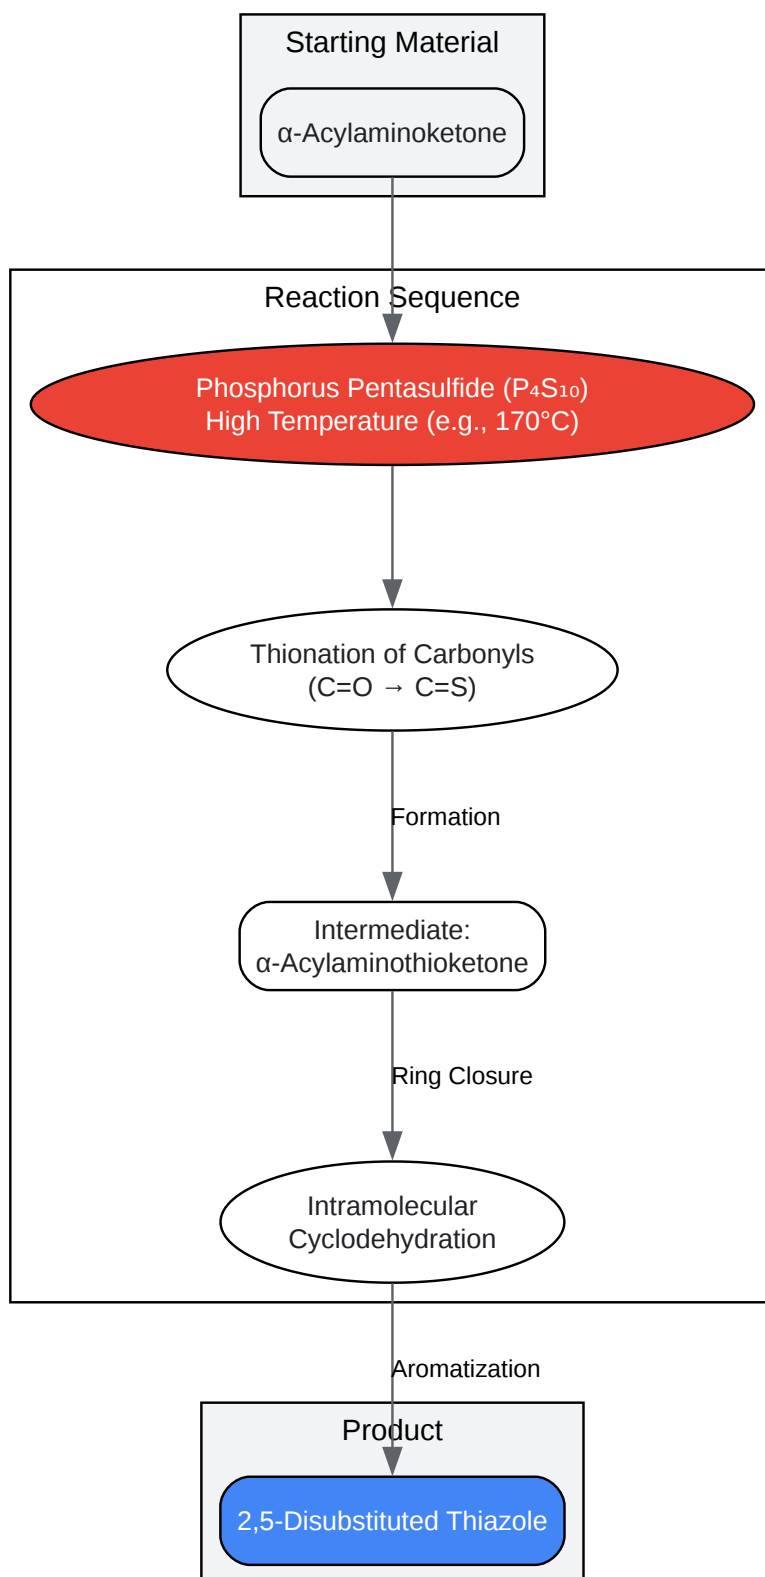 Starting Material
α-Acylaminoketone
Reaction Sequence
Phosphorus Pentasulfide (P₄S₁₀)
High Temperature (e.g., 170°C)
Thionation of Carbonyls
(C=O → C=S)
Formation
Intermediate:
α-Acylaminothioketone
Ring Closure
Intramolecular
Cyclodehydration
Aromatization
Product
2,5-Disubstituted Thiazole